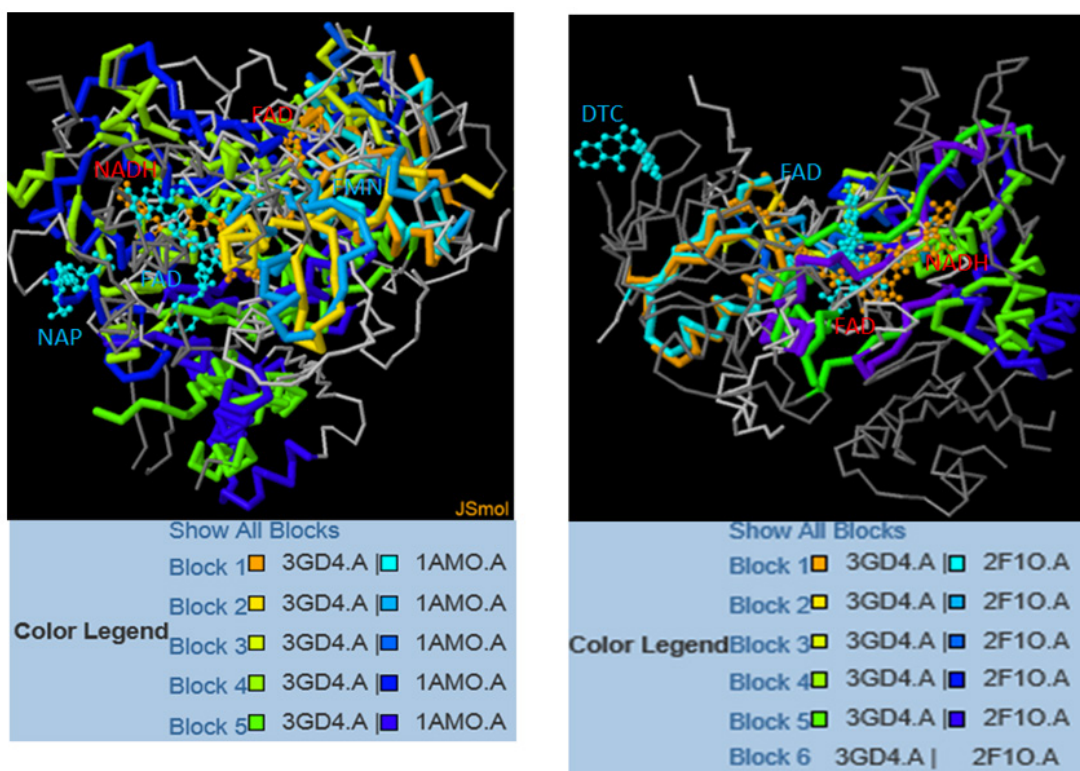 FAD
NADH
FMN
FAD
NAP
JSmol
Show All Blocks
Block 1 3GD4.A | 1AMO.A
Block 2 3GD4.A | 1AMO.A
Color Legend Block 3 3GD4.A | 1AMO.A
Block 4 3GD4.A | 1AMO.A
Block 5 3GD4.A | 1AMO.A
DTC
FAD
NADH
FAD
Show All Blocks
Block 1 3GD4.A | 2F1O.A
Block 2 3GD4.A | 2F1O.A
Color Legend Block 3 3GD4.A | 2F1O.A
Block 4 3GD4.A | 2F1O.A
Block 5 3GD4.A | 2F1O.A
Block 6 3GD4.A | 2F1O.A